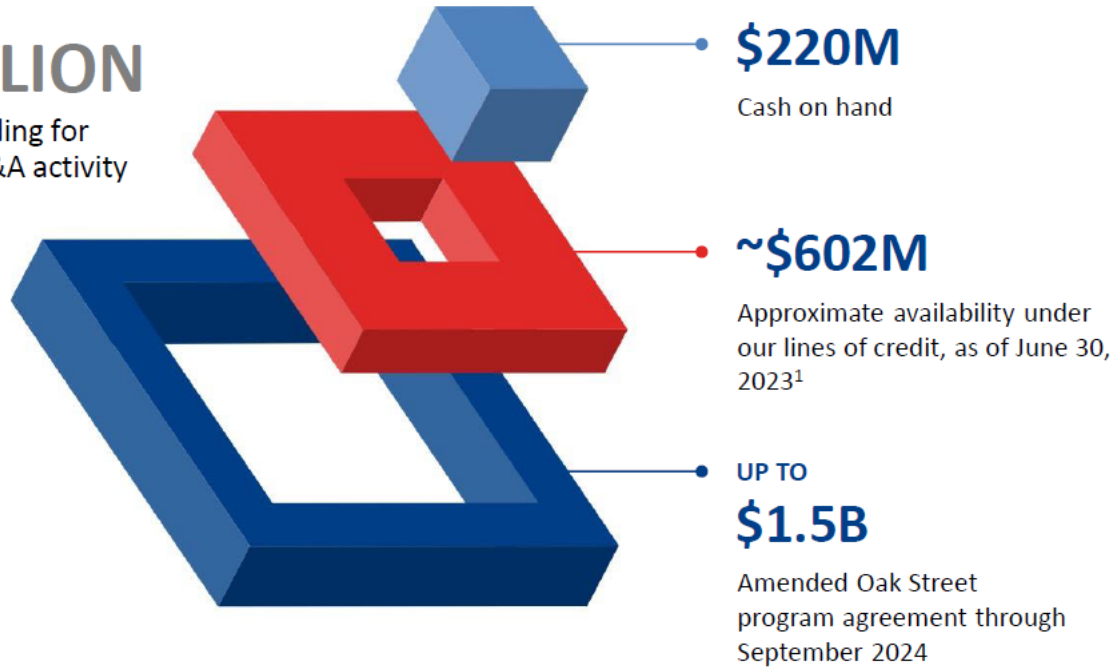 LION
ling for
&A activity
$220M
Cash on hand
~$602M
Approximate availability under
our lines of credit, as of June 30,
2023¹
UP TO
$1.5B
Amended Oak Street
program agreement through
September 2024